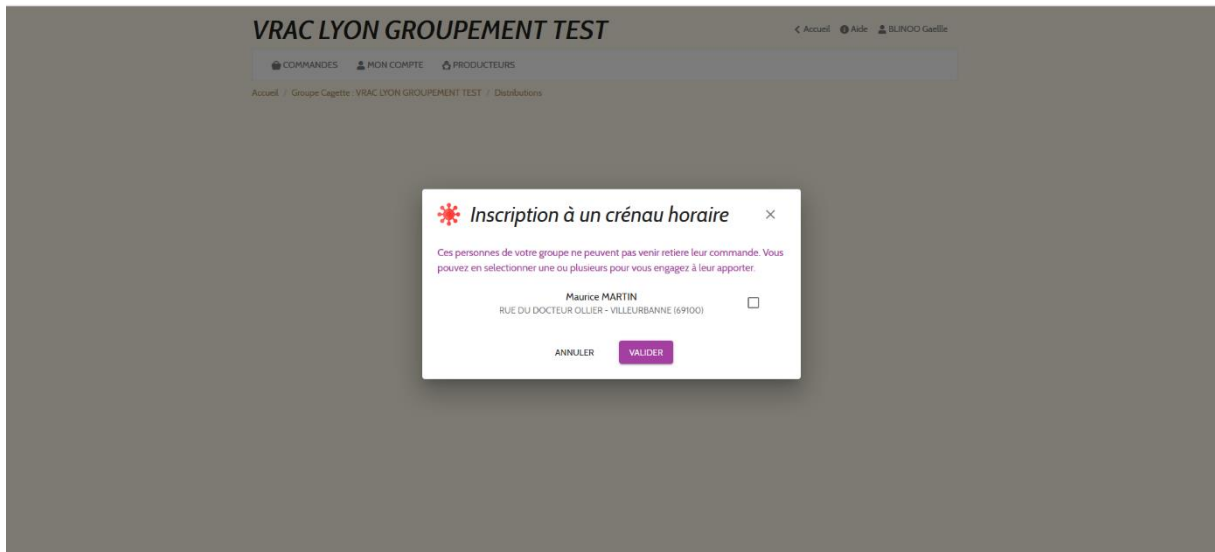 VRAC LYON GROUPEMENT TEST
Accueil Aide BLINOO Gaellie
COMMANDES MON COMPTE PRODUCTEURS
Accueil / Groupe Cagette : VRAC LYON GROUPEMENT TEST / Distributions
Inscription à un crénau horaire
Ces personnes de votre groupe ne peuvent pas venir retiere leur commande. Vous
pouvez en selectionner une ou plusieurs pour vous engagez à leur apporter.
Maurice MARTIN
RUE DU DOCTEUR OLLIER - VILLEURBANNE (69100)
ANNULER VALIDER